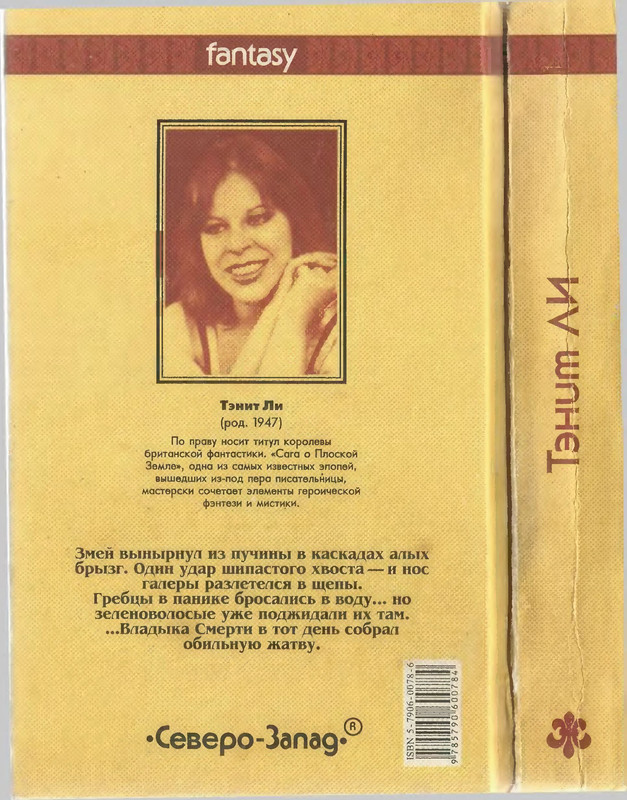 fantasy
Тэнит Ли
(род. 1947)
По праву носит титул королевы
британской фантастики. «Сага о Плоской
Земле», одна из самых известных эпопей,
вышедших из-под пера писательницы,
мастерски сочетает элементы героической
фэнтези и мистики.
Змей вынырнул из пучины в каскадах алых
брызг. Один удар шипастого хвоста — и нос
галеры разлетелся в щепы.
Гребцы в панике бросались в воду... но
зеленоволосые уже поджидали их там.
...Владыка Смерти в тот день собрал
обильную жатву.
•Северо-Запад•®
ISBN 5-7906-0078-6
9785790600784
Тэнит ЛИ